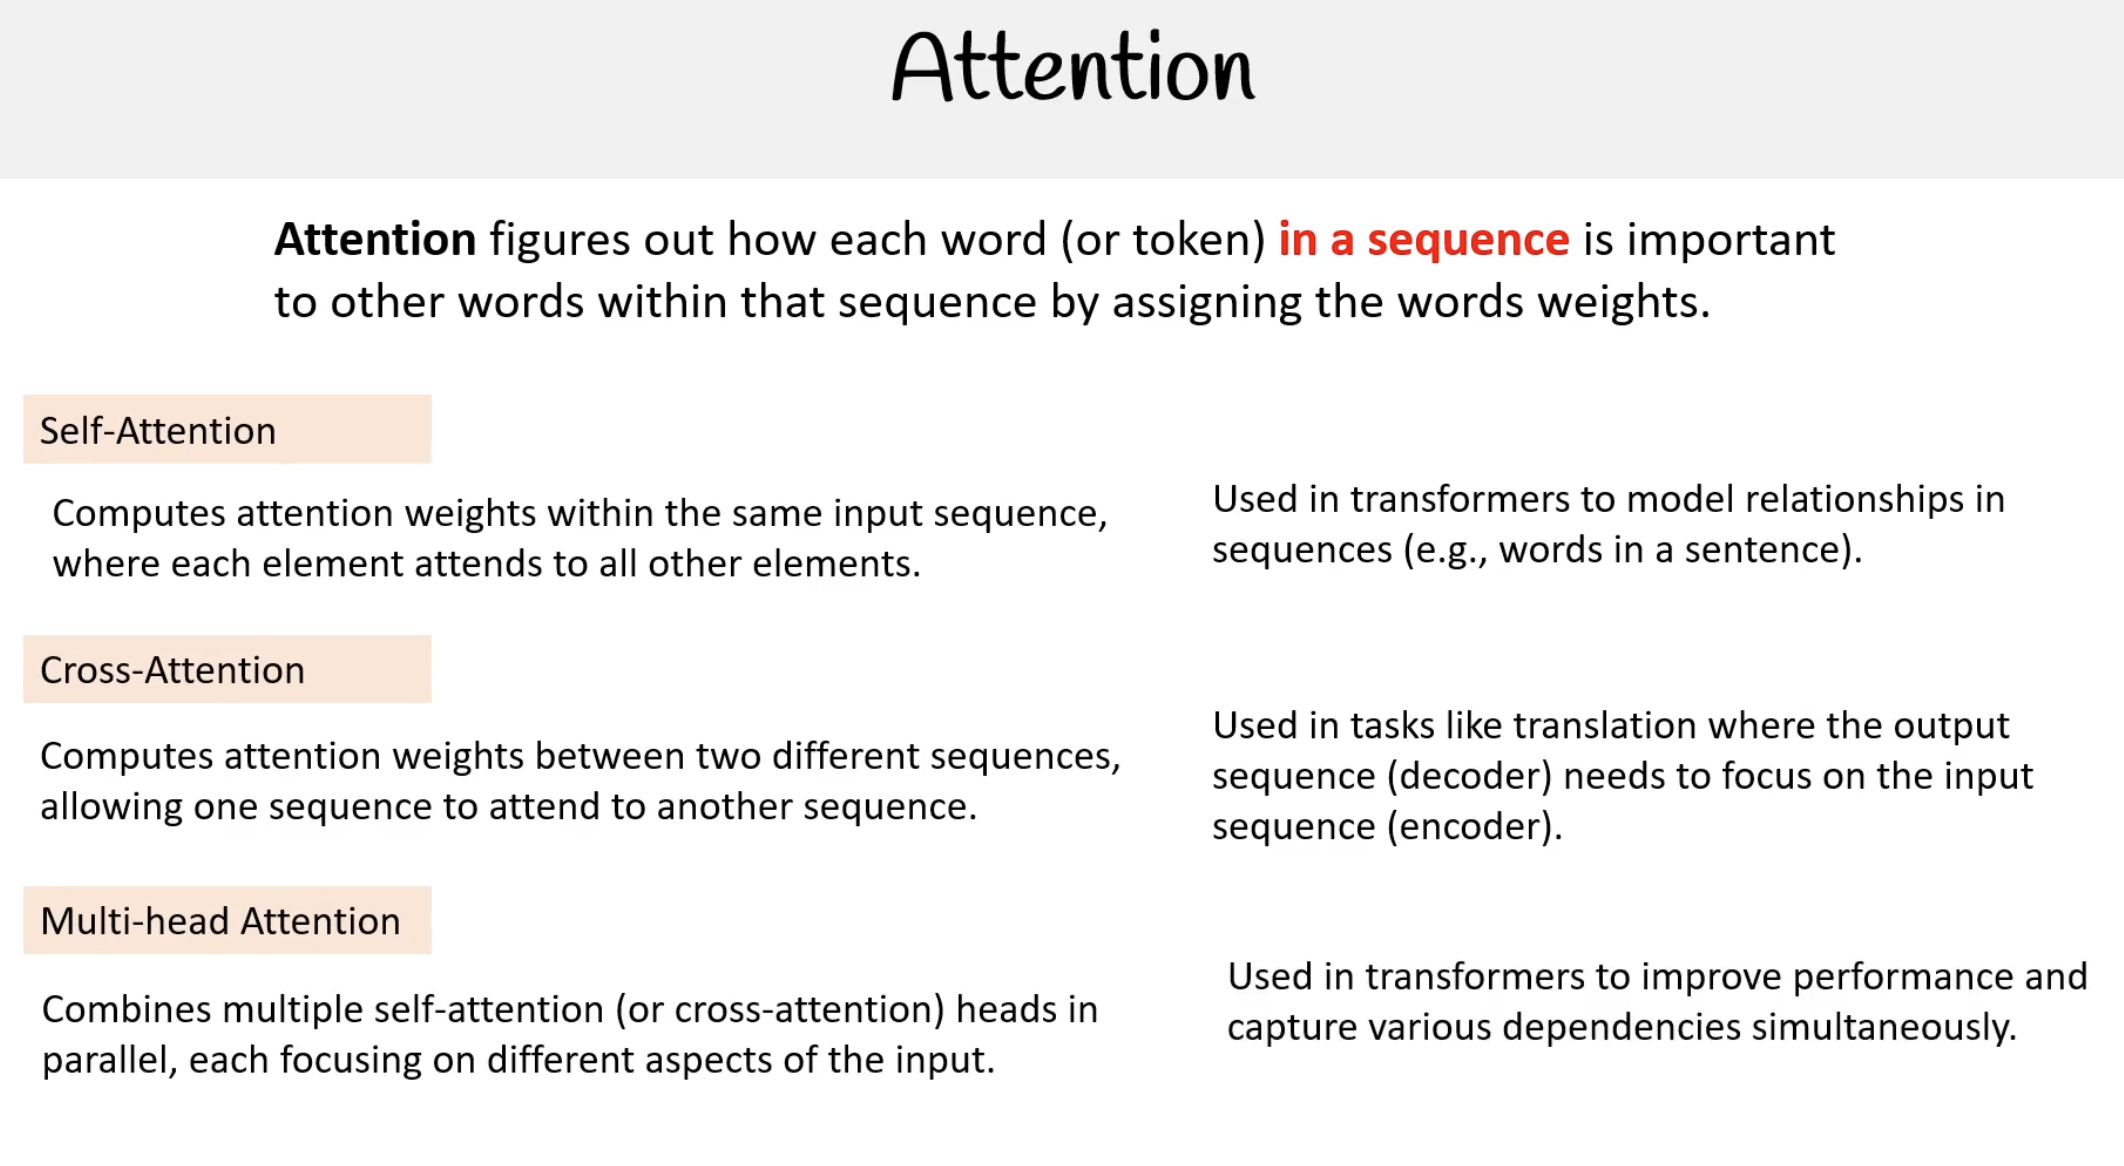 Attention
Attention figures out how each word (or token) in a sequence is important
to other words within that sequence by assigning the words weights.
Self-Attention
Computes attention weights within the same input sequence,
where each element attends to all other elements.
Used in transformers to model relationships in
sequences (e.g., words in a sentence).
Cross-Attention
Computes attention weights between two different sequences,
allowing one sequence to attend to another sequence.
Used in tasks like translation where the output
sequence (decoder) needs to focus on the input
sequence (encoder).
Multi-head Attention
Combines multiple self-attention (or cross-attention) heads in
parallel, each focusing on different aspects of the input.
Used in transformers to improve performance and
capture various dependencies simultaneously.